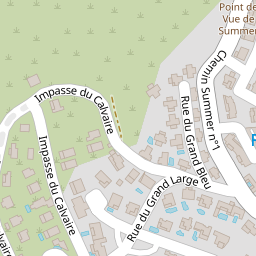 Point de
Vue de
Summer
Chemin Summer n°1
Impasse du Calvaire
Rue du Grand Bleu
Impasse du Calvaire
Rue du Grand Large